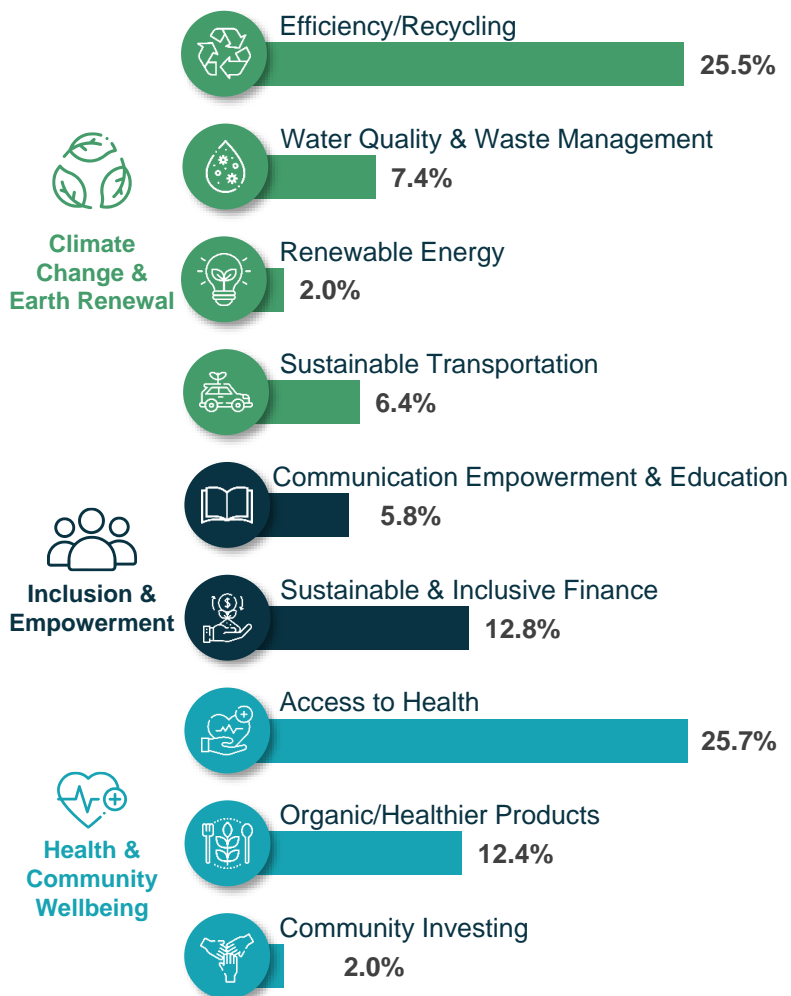 Efficiency/Recycling
25.5%
Water Quality & Waste Management
7.4%
Climate
Change &
Earth Renewal
Renewable Energy
2.0%
Sustainable Transportation
6.4%
Communication Empowerment & Education
5.8%
Inclusion &
Empowerment
Sustainable & Inclusive Finance
12.8%
Access to Health
25.7%
Health &
Community
Wellbeing
Organic/Healthier Products
12.4%
Community Investing
2.0%